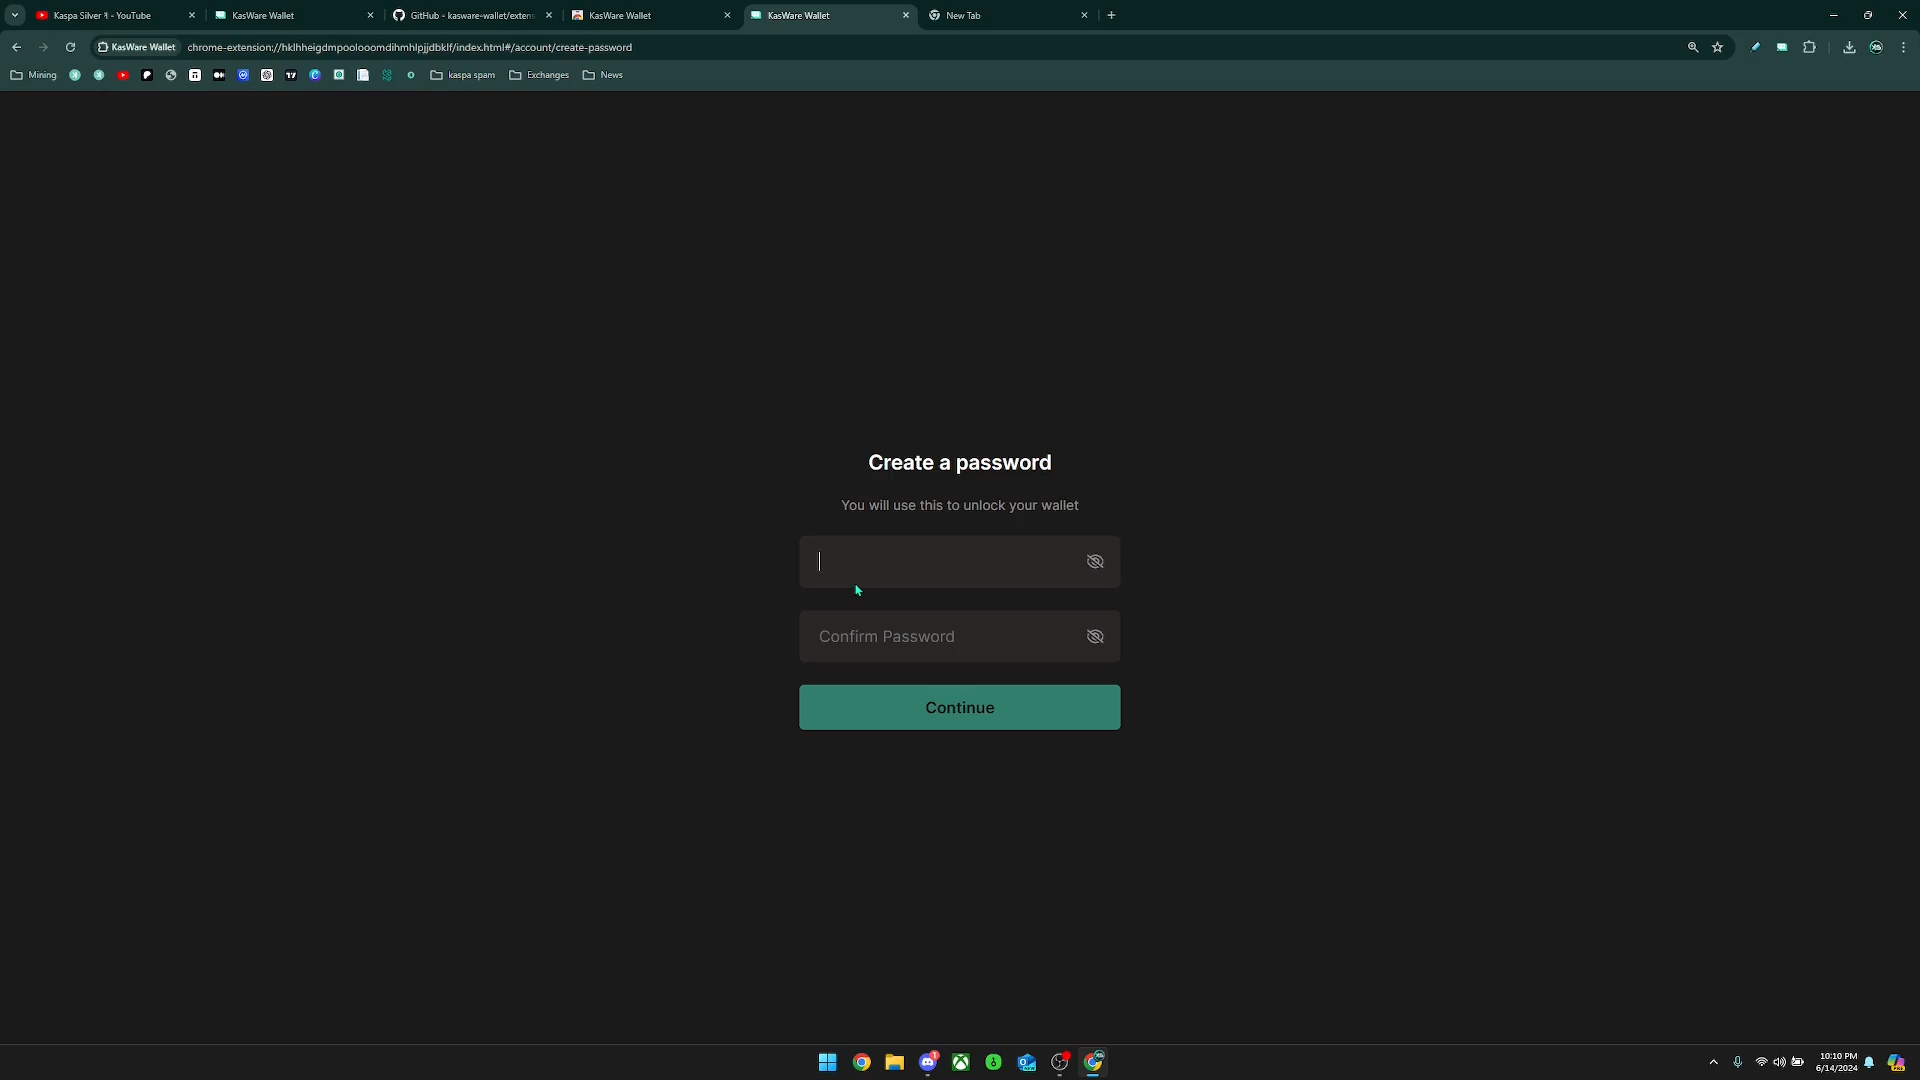 Kaspa Silver - YouTube
KasWare Wallet
GitHub - kasware-wallet/extens
KasWare Wallet
KasWare Wallet
New Tab
KasWare Wallet
chrome-extension://hklhheigdmpoolooomdihmhlpjjdbklf/index.html#/account/create-password
Mining
kaspa spam
Exchanges
News
Create a password
You will use this to unlock your wallet
Confirm Password
Continue
10:10 PM
6/14/2024